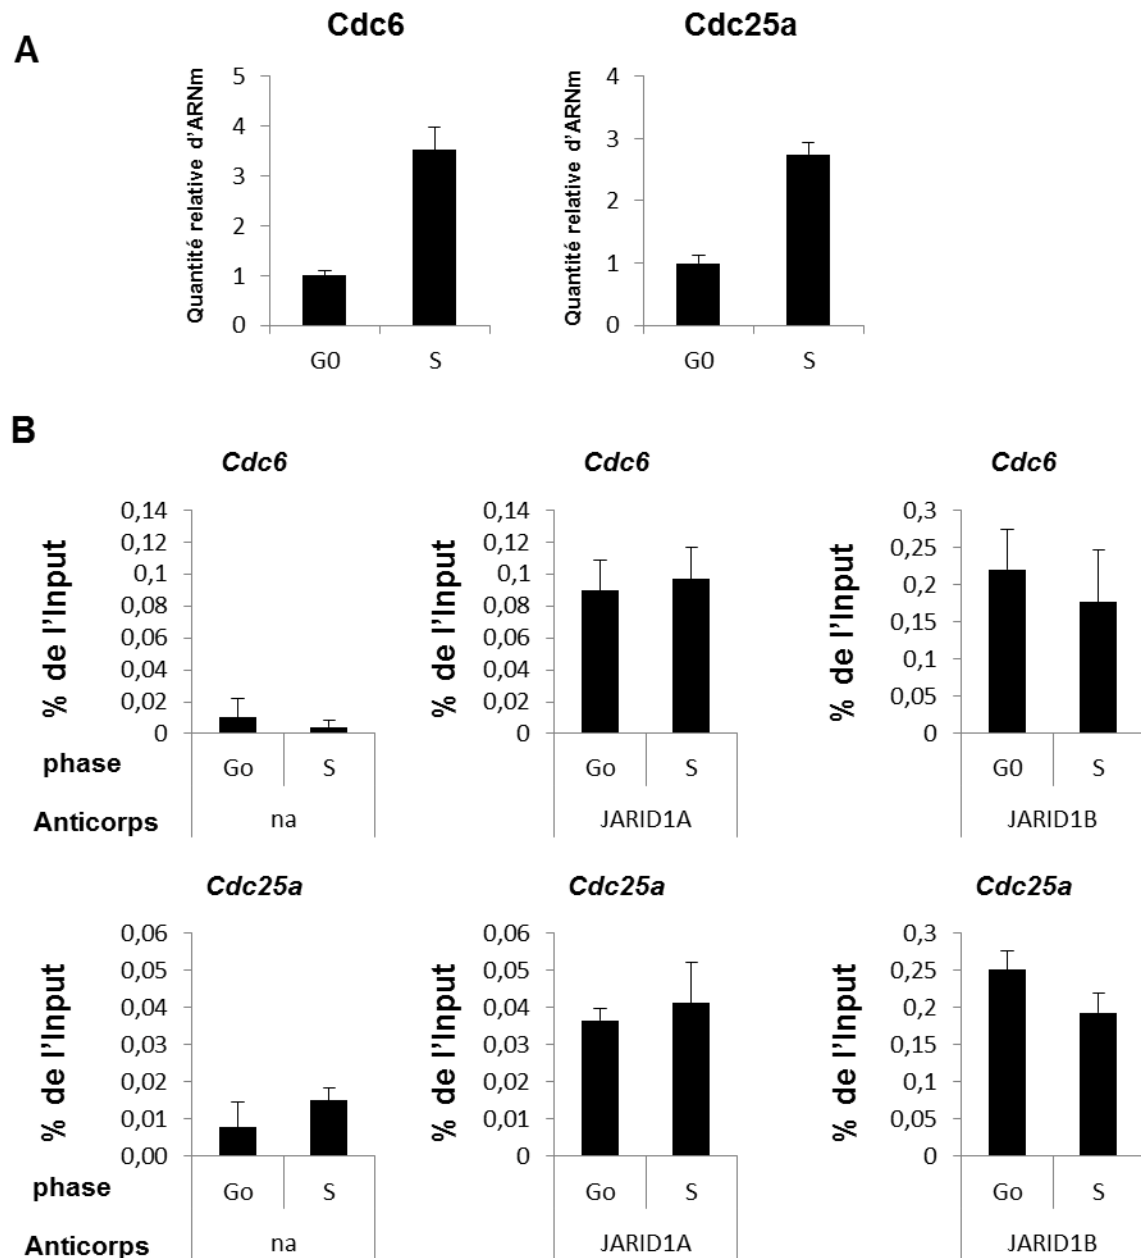 A
Cdc6
Cdc25a
Quantité relative d'ARNm
5
4
3
2
1
0
G0 S
Quantité relative d'ARNm
4
3
2
1
0
G0 S
B
Cdc6
Cdc6
Cdc6
% de l'Input
0,14
0,12
0,1
0,08
0,06
0,04
0,02
0
% de l'Input
0,14
0,12
0,1
0,08
0,06
0,04
0,02
0
% de l'Input
0,3
0,25
0,2
0,15
0,1
0,05
0
phase Go S Go S G0 S
Anticorps na JARID1A JARID1B
Cdc25a
Cdc25a
Cdc25a
% de l'Input
0,06
0,05
0,04
0,03
0,02
0,01
0,00
% de l'Input
0,06
0,05
0,04
0,03
0,02
0,01
0
% de l'Input
0,3
0,25
0,2
0,15
0,1
0,05
0
phase Go S Go S Go S
Anticorps na JARID1A JARID1B